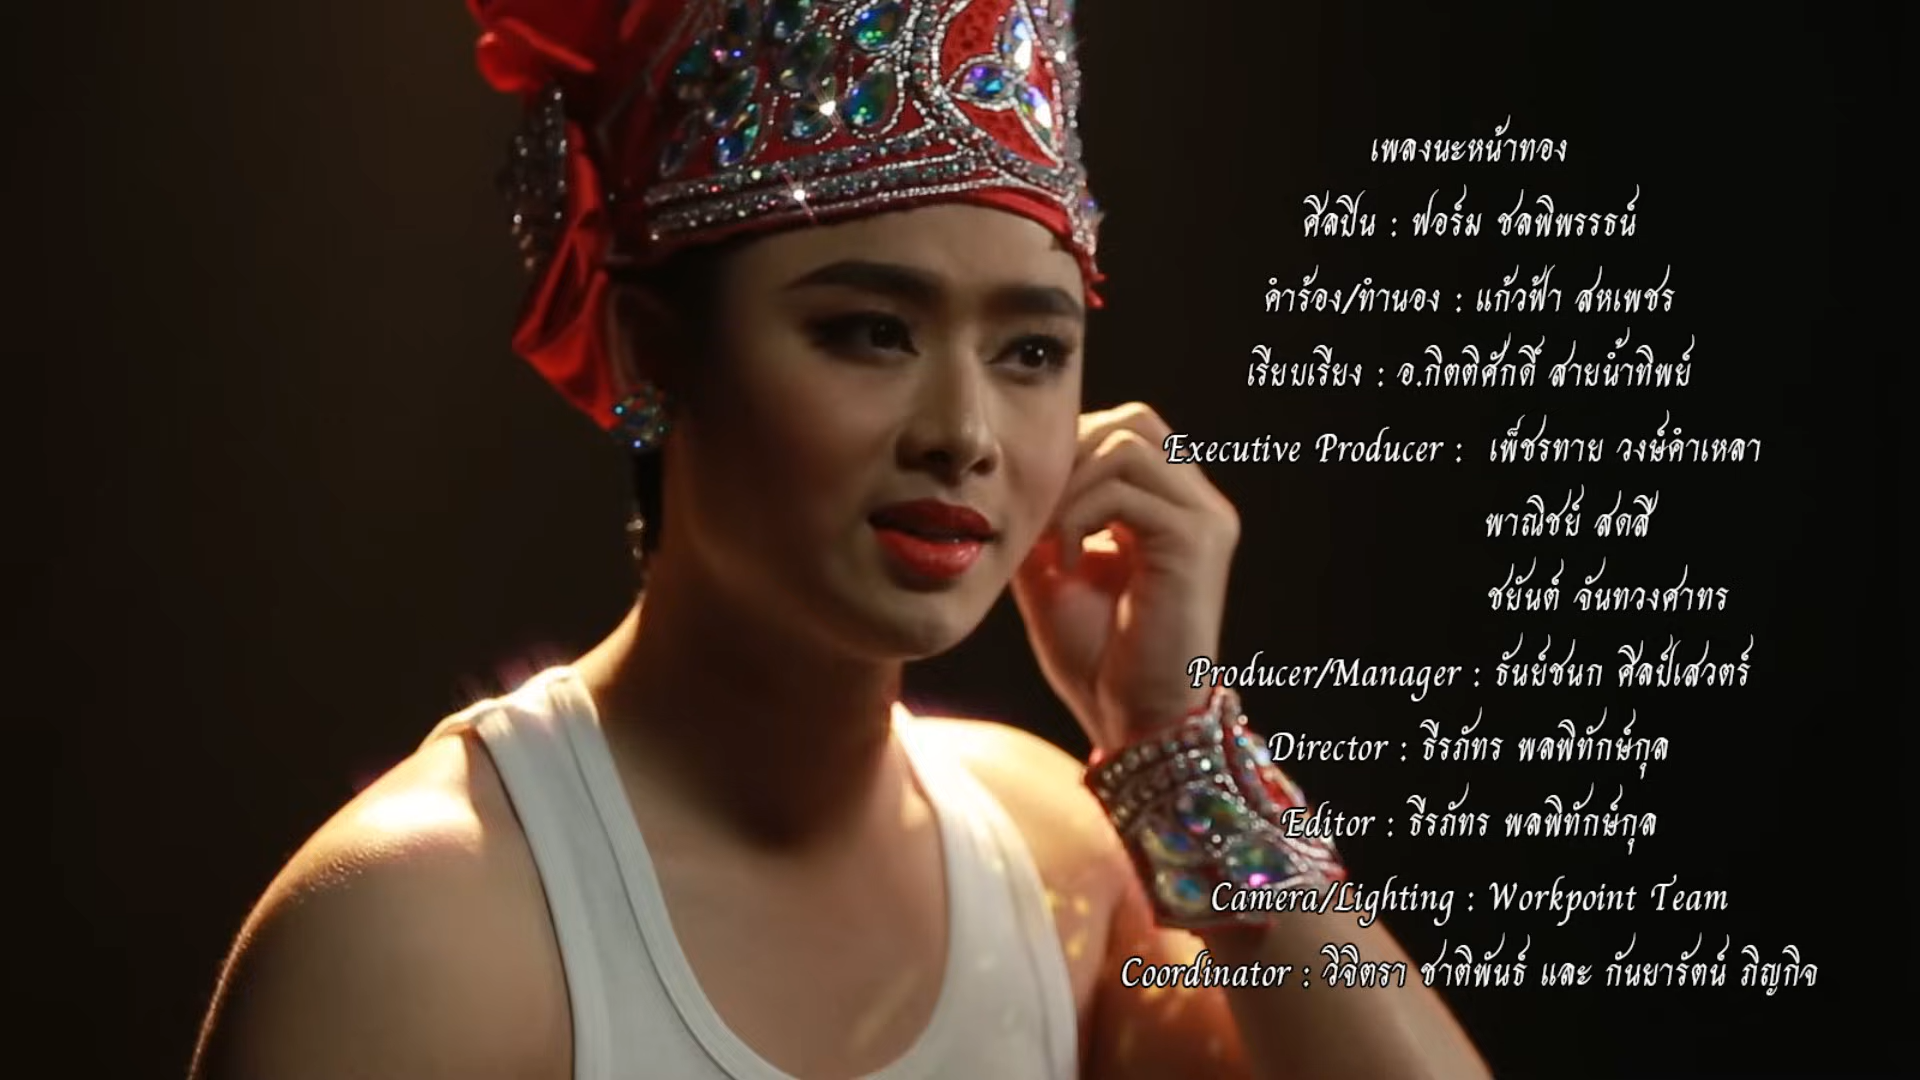 เพลงนะหน้าทอง
ศิลปิน : ฟอร์ม ชลพิพรรธน์
คำร้อง/ทำนอง : แก้วฟ้า สหเพชร
เรียบเรียง : อ.กิตติศักดิ์ สายน้ำทิพย์
Executive Producer : เพ็ชรทาย วงษ์คำเหลา
พาณิชย์ สดสี
ชยันต์ จันทวงศาทร
Producer/Manager : ธันย์ชนก ศิลป์เสวตร์
Director : ธีรภัทร พลพิทักษ์กุล
Editor : ธีรภัทร พลพิทักษ์กุล
Camera/Lighting : Workpoint Team
Coordinator : วิจิตรา ชาติพันธ์ และ กันยารัตน์ ภิญกิจ